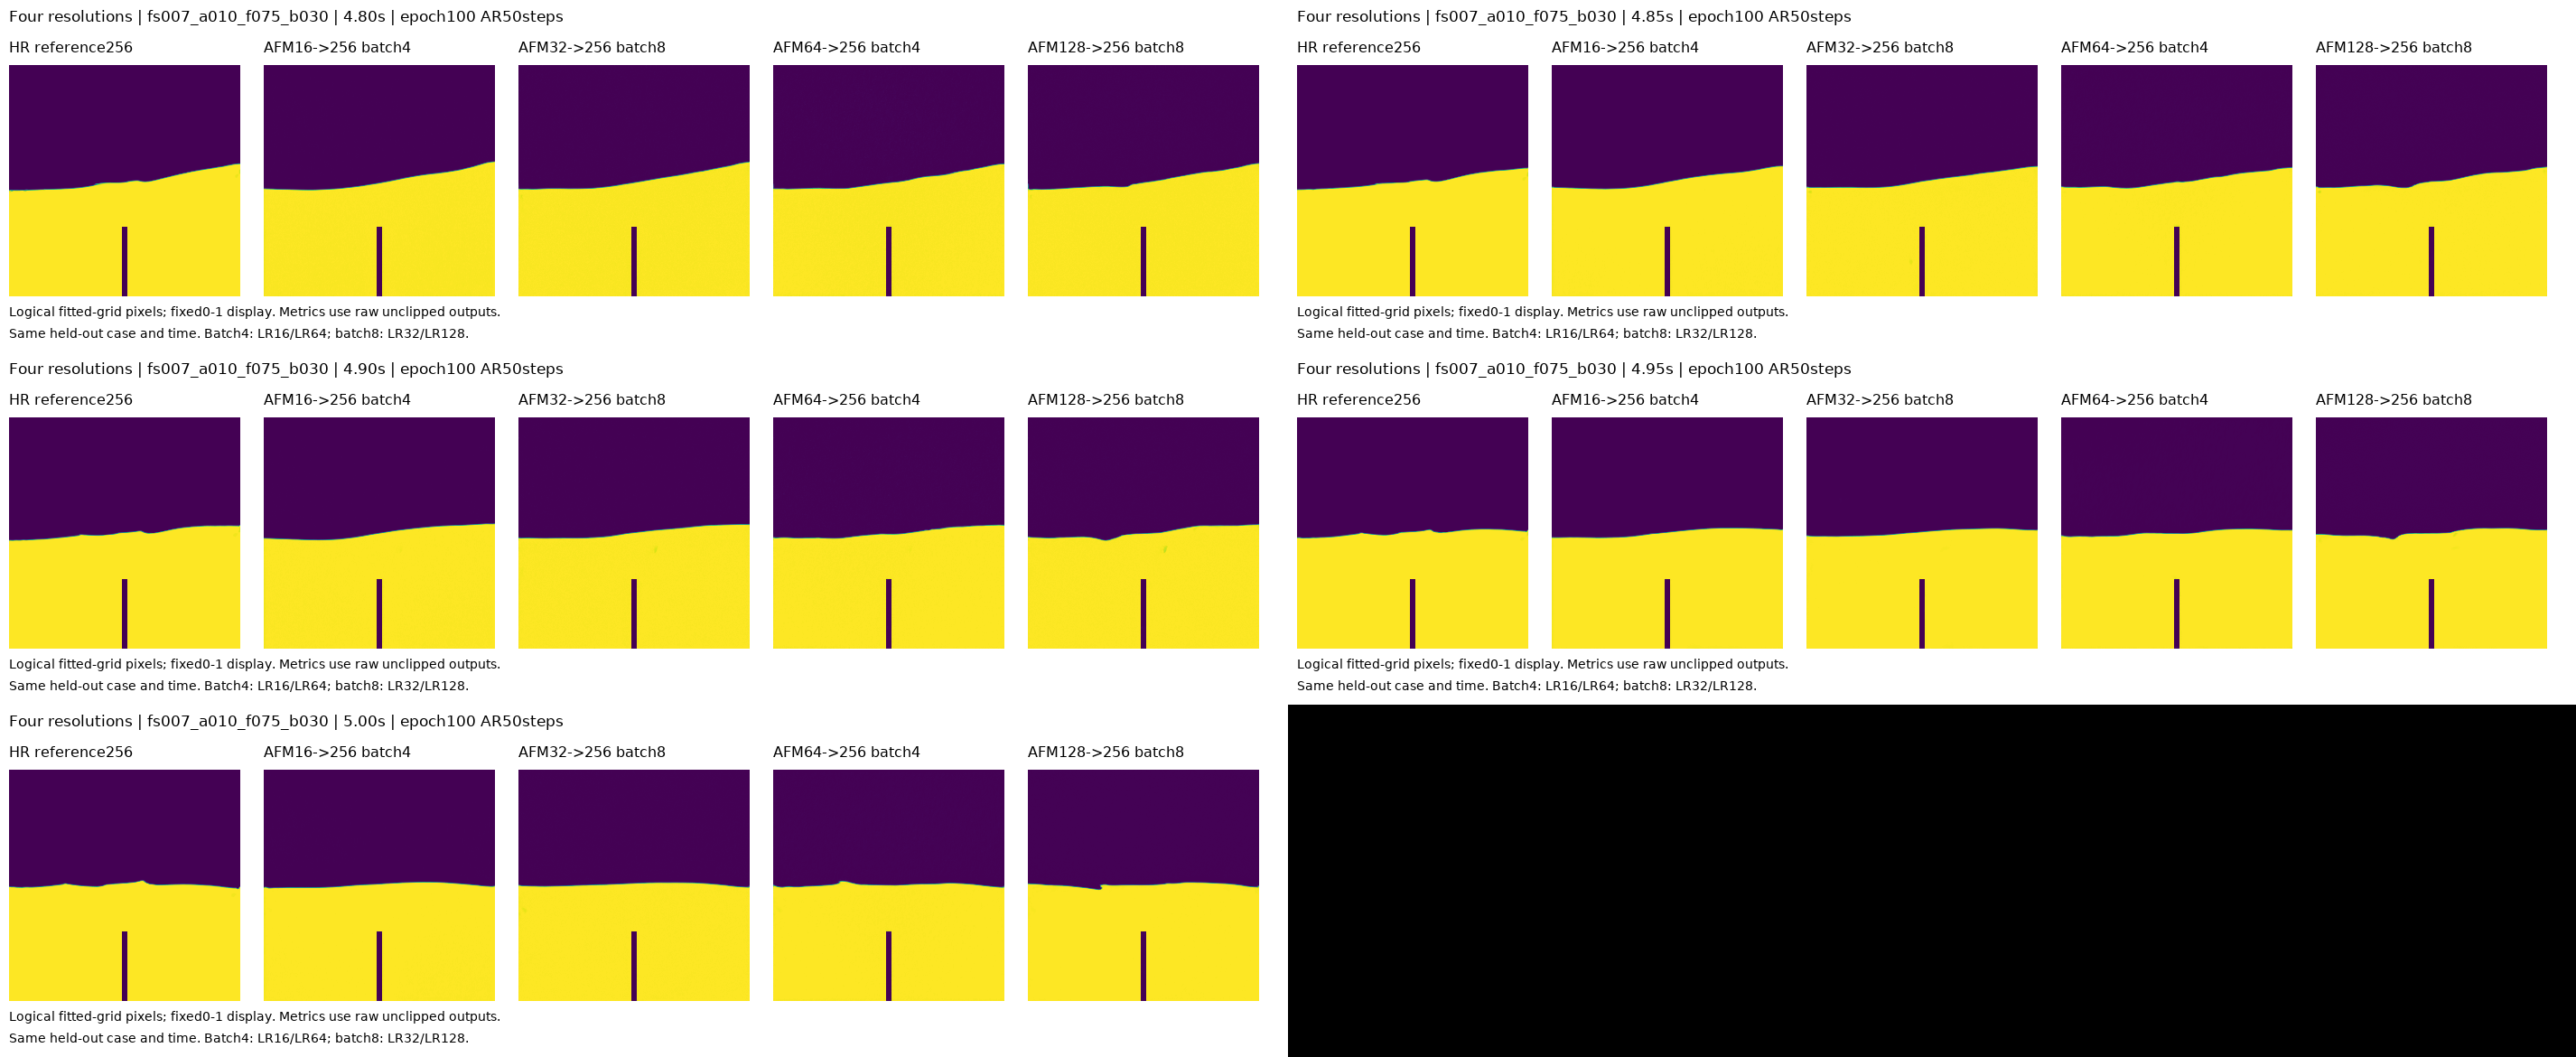 Four resolutions | fs007_a010_f075_b030 | 4.80s | epoch100 AR50steps
HR reference256 AFM16->256 batch4 AFM32->256 batch8 AFM64->256 batch4 AFM128->256 batch8
Logical fitted-grid pixels; fixed0-1 display. Metrics use raw unclipped outputs.
Same held-out case and time. Batch4: LR16/LR64; batch8: LR32/LR128.
Four resolutions | fs007_a010_f075_b030 | 4.85s | epoch100 AR50steps
HR reference256 AFM16->256 batch4 AFM32->256 batch8 AFM64->256 batch4 AFM128->256 batch8
Logical fitted-grid pixels; fixed0-1 display. Metrics use raw unclipped outputs.
Same held-out case and time. Batch4: LR16/LR64; batch8: LR32/LR128.
Four resolutions | fs007_a010_f075_b030 | 4.90s | epoch100 AR50steps
HR reference256 AFM16->256 batch4 AFM32->256 batch8 AFM64->256 batch4 AFM128->256 batch8
Logical fitted-grid pixels; fixed0-1 display. Metrics use raw unclipped outputs.
Same held-out case and time. Batch4: LR16/LR64; batch8: LR32/LR128.
Four resolutions | fs007_a010_f075_b030 | 4.95s | epoch100 AR50steps
HR reference256 AFM16->256 batch4 AFM32->256 batch8 AFM64->256 batch4 AFM128->256 batch8
Logical fitted-grid pixels; fixed0-1 display. Metrics use raw unclipped outputs.
Same held-out case and time. Batch4: LR16/LR64; batch8: LR32/LR128.
Four resolutions | fs007_a010_f075_b030 | 5.00s | epoch100 AR50steps
HR reference256 AFM16->256 batch4 AFM32->256 batch8 AFM64->256 batch4 AFM128->256 batch8
Logical fitted-grid pixels; fixed0-1 display. Metrics use raw unclipped outputs.
Same held-out case and time. Batch4: LR16/LR64; batch8: LR32/LR128.